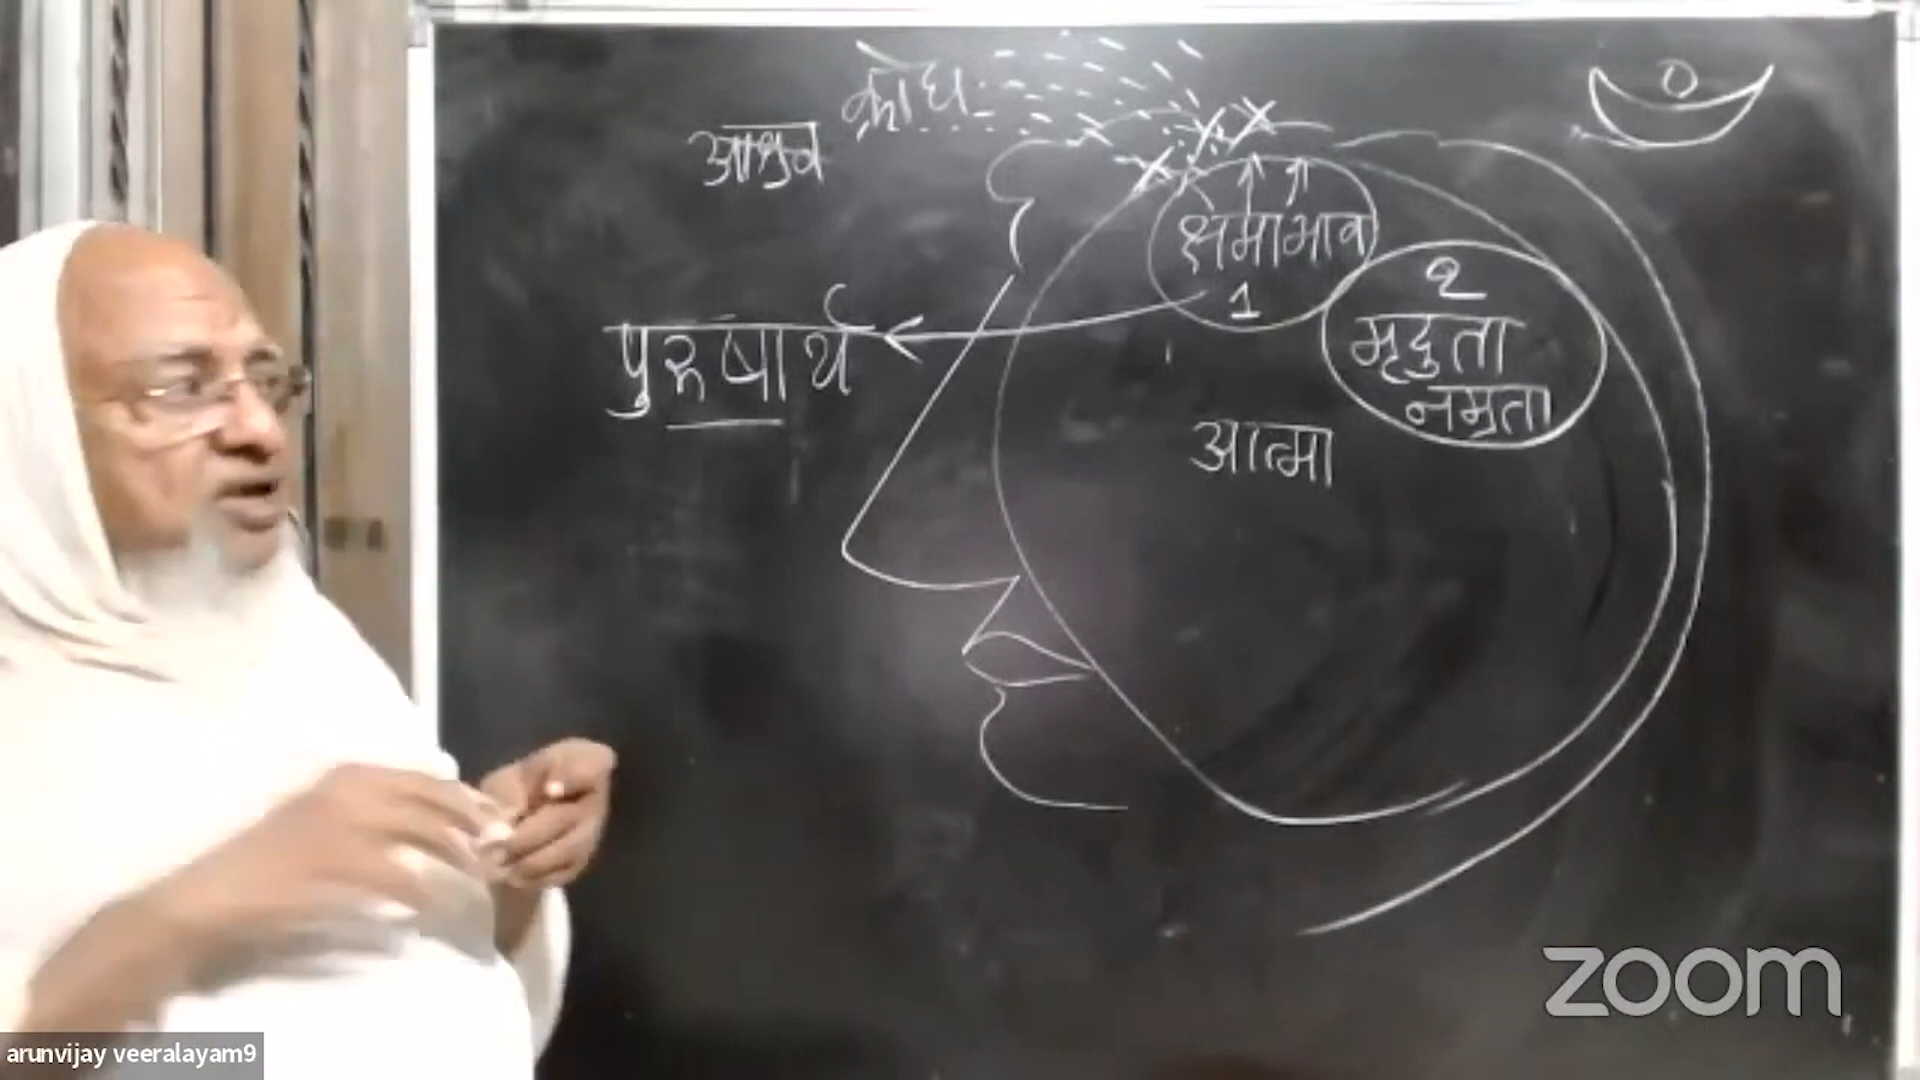 क्रोध
आश्रव
क्षमाभाव
1
२
मृदुता
नम्रता
पुरुषार्थ
आत्मा
zoom
arunvijay veeralayam9